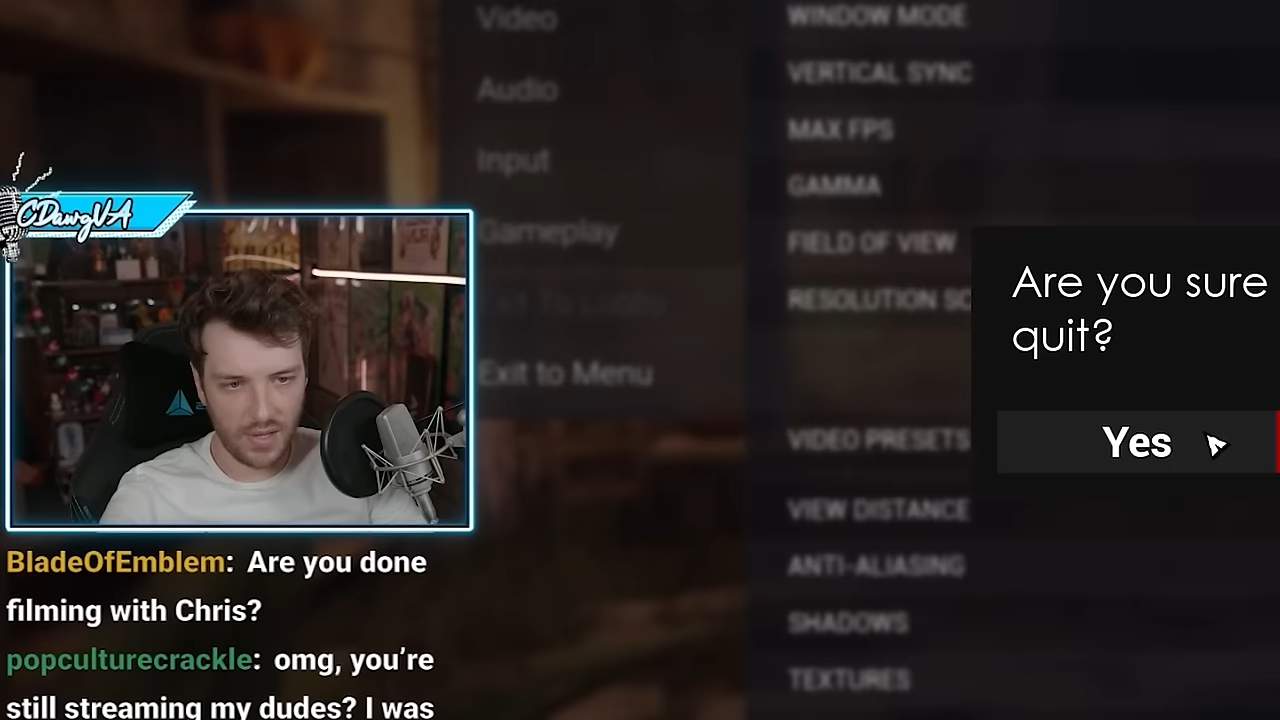 Video
Audio
Input
Gameplay
Exit to Menu
WINDOW MODE
VERTICAL SYNC
MAX FPS
GAMMA
FIELD OF VIEW
RESOLUTION SC
VIDEO PRESETS
VIEW DISTANCE
ANTI-ALIASING
SHADOWS
TEXTURES
Are you sure
quit?
Yes
CDawgVA
BladeOfEmblem: Are you done
filming with Chris?
popculturecrackle: omg, you're
still streaming my dudes? I was